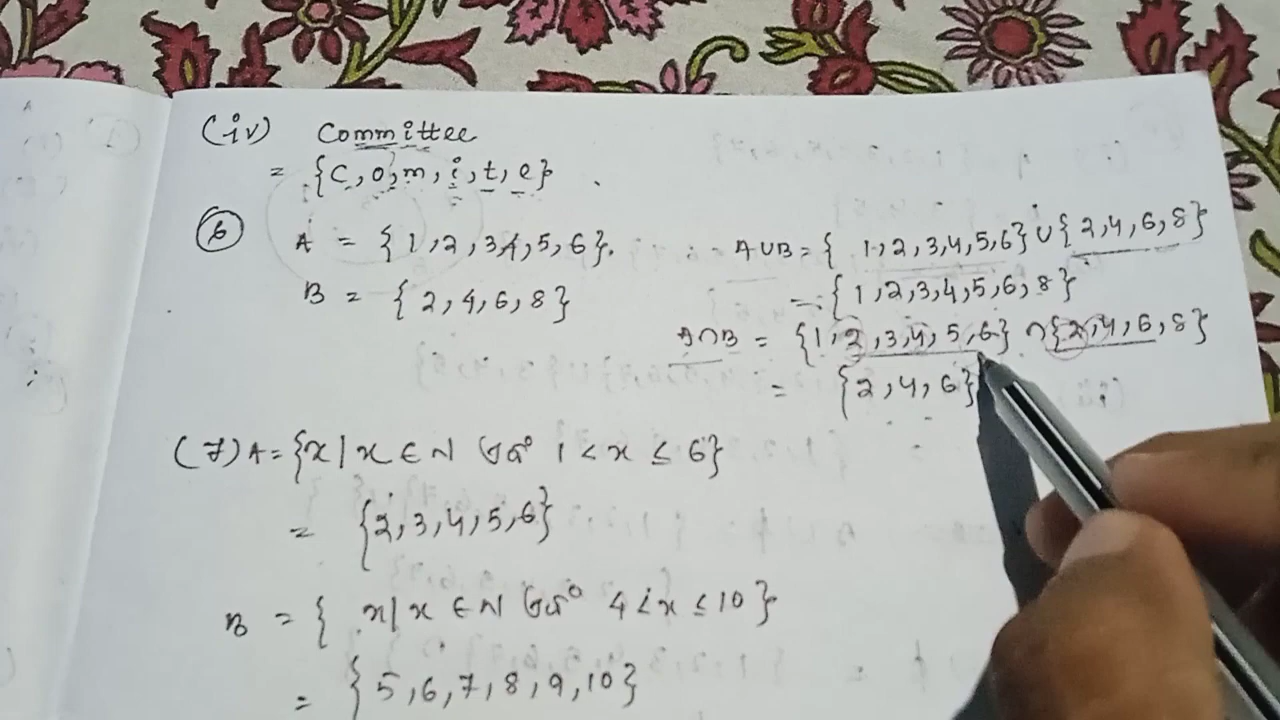 (iv) Committee
= {C, o, m, i, t, e}
(6) A = {1, 2, 3, 4, 5, 6}.
B = {2, 4, 6, 8}
∴ A∪B = {1, 2, 3, 4, 5, 6} ∪ {2, 4, 6, 8}
= {1, 2, 3, 4, 5, 6, 8}
A∩B = {1, 2, 3, 4, 5, 6} ∩ {2, 4, 6, 8}
= {2, 4, 6}
(7) A = {x | x ∈ N এবং 1 < x ≤ 6}
= {2, 3, 4, 5, 6}
B = {x | x ∈ N এবং 4 < x ≤ 10}
= {5, 6, 7, 8, 9, 10}